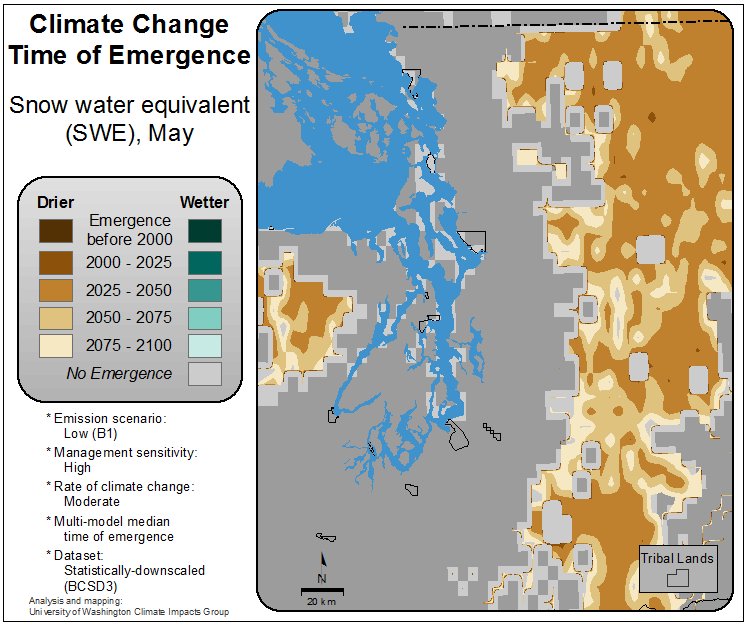 Climate Change
Time of Emergence
Snow water equivalent
(SWE), May
Drier
Wetter
Emergence
before 2000
2000 - 2025
2025 - 2050
2050 - 2075
2075 - 2100
No Emergence
* Emission scenario:
Low (B1)
* Management sensitivity:
High
* Rate of climate change:
Moderate
* Multi-model median
time of emergence
* Dataset:
Statistically-downscaled
(BCSD3)
Analysis and mapping:
University of Washington Climate Impacts Group
N
20 km
Tribal Lands